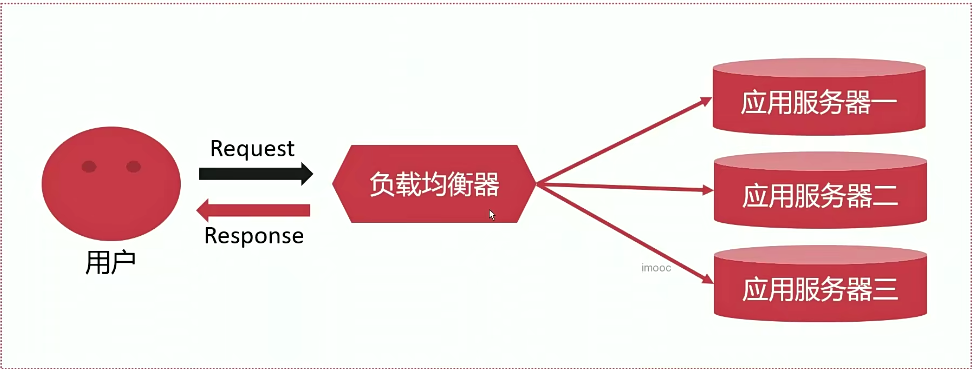 Request
Response
用户
负载均衡器
imooc
应用服务器一
应用服务器二
应用服务器三